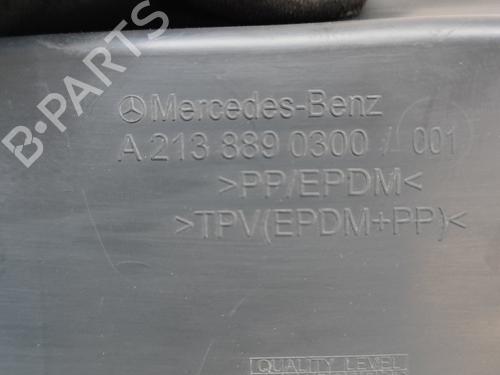 Mercedes-Benz
A 213 889 0300 / 001
>PP/EPDM<
>TPV(EPDM+PP)<
QUALITY LEVEL
B-PARTS